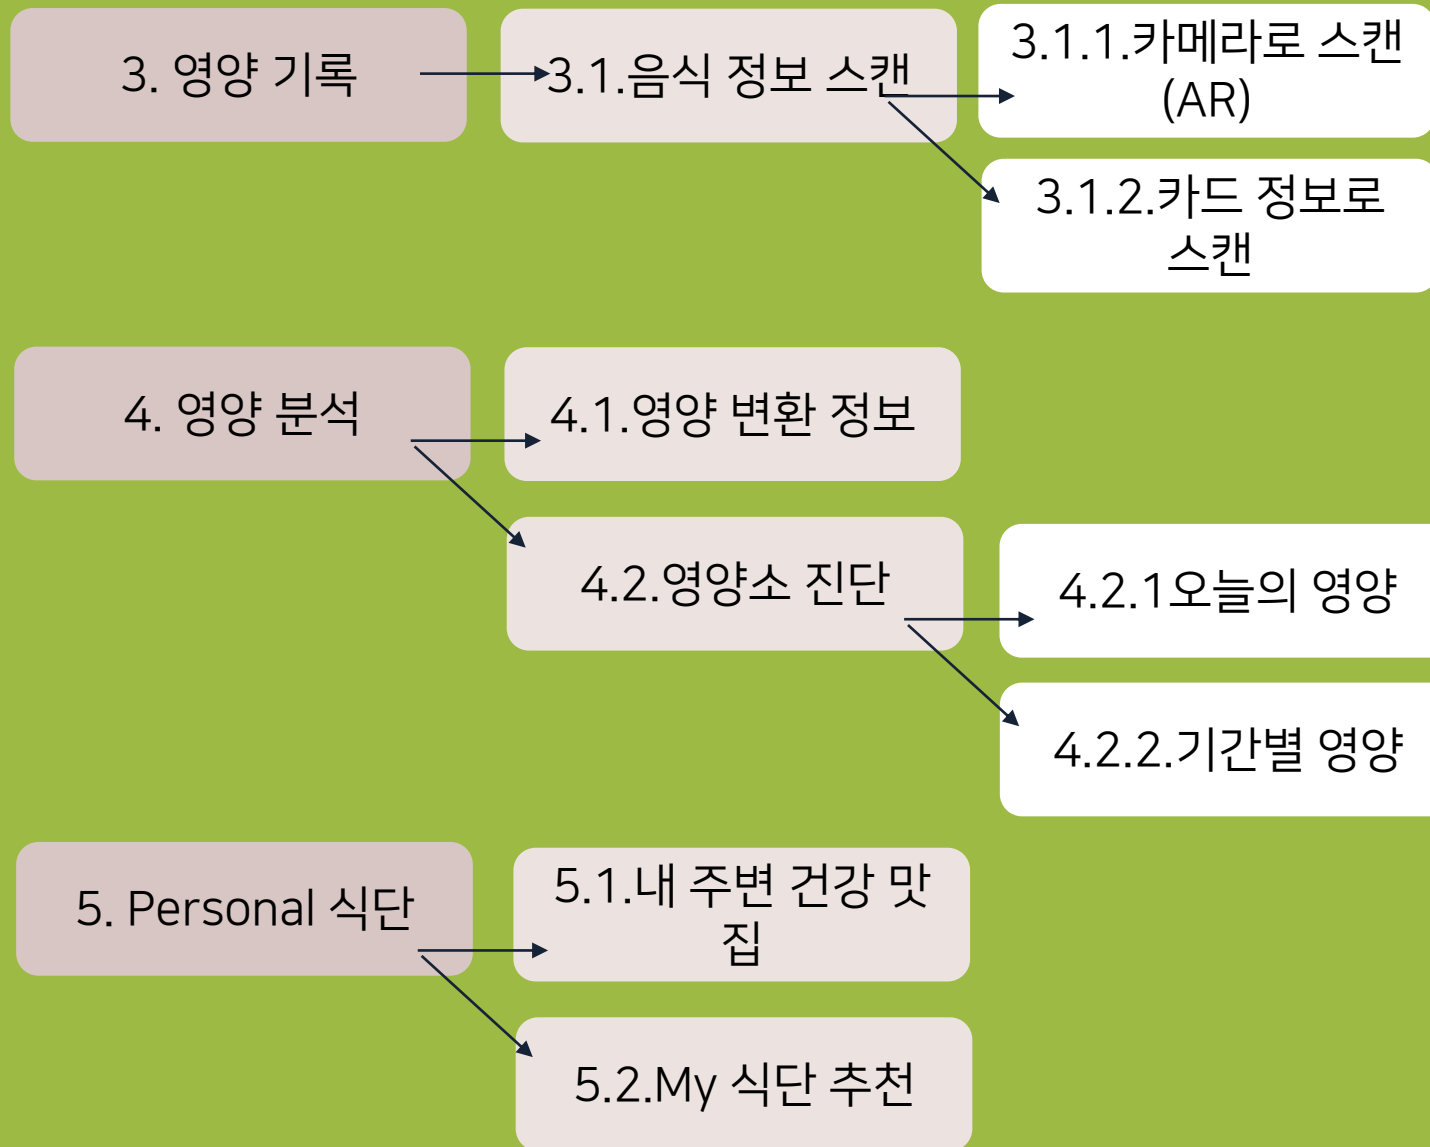 3. 영양 기록
3.1.음식 정보 스캔
3.1.1.카메라로 스캔
(AR)
3.1.2.카드 정보로
스캔
4. 영양 분석
4.1.영양 변환 정보
4.2.영양소 진단
4.2.1오늘의 영양
4.2.2.기간별 영양
5. Personal 식단
5.1.내 주변 건강 맛
집
5.2.My 식단 추천